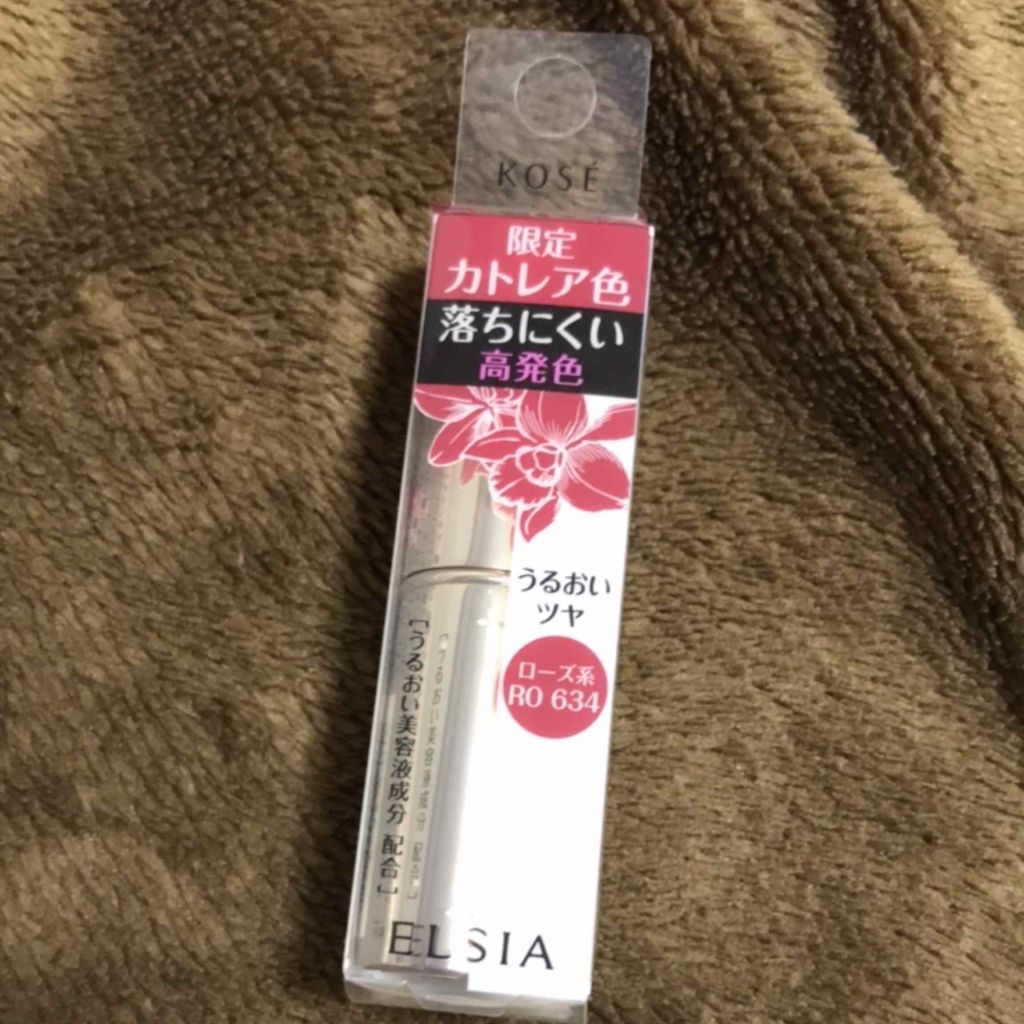 KOSÉ
限定
カトレア色
落ちにくい
高発色
うるおい
ツヤ
ローズ系
RO 634
[うるおい美容液成分 配合]
ELSIA